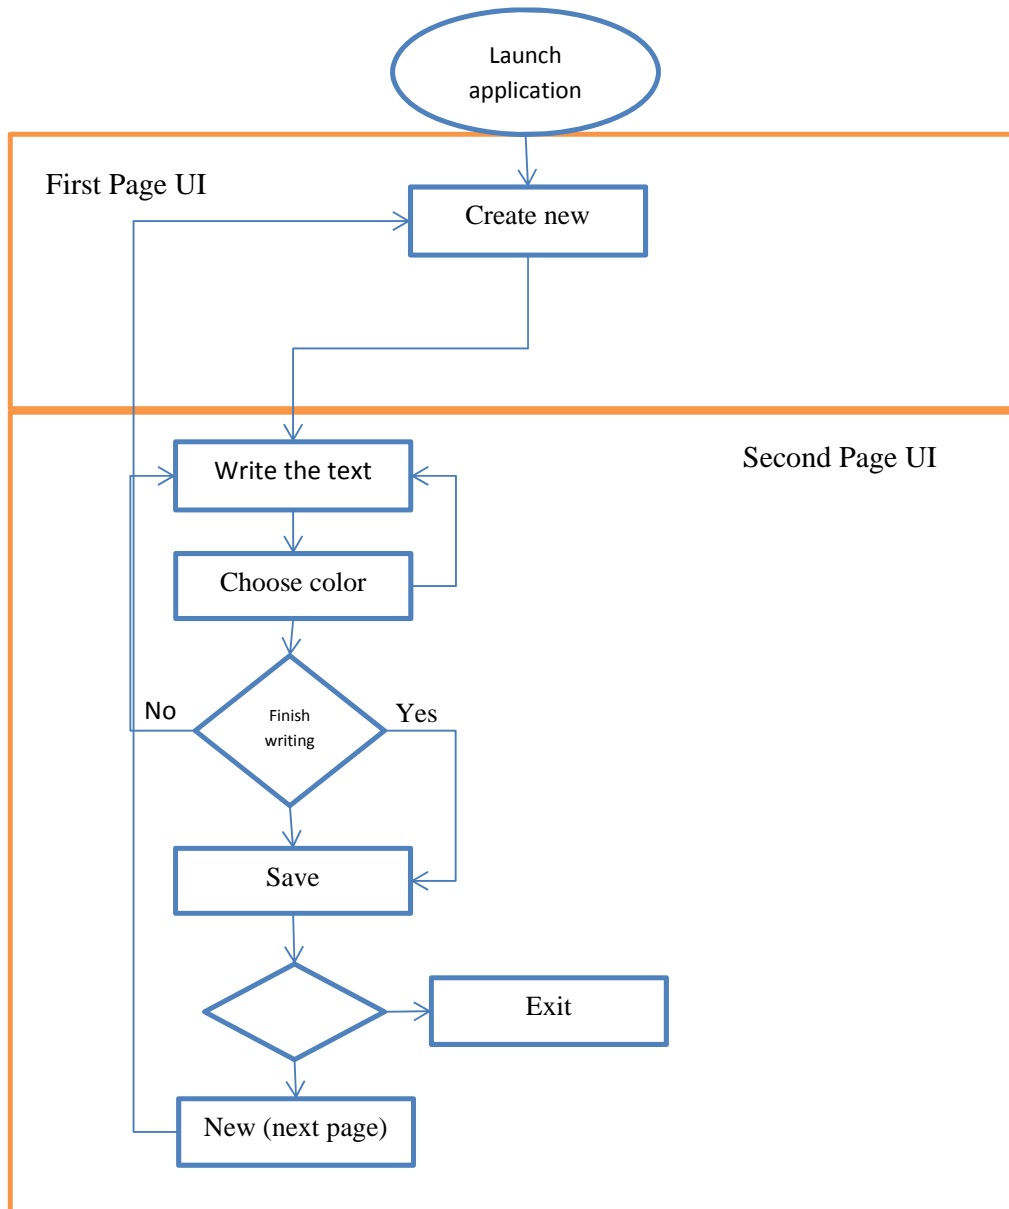 Launch
application
First Page UI
Create new
Second Page UI
Write the text
Choose color
No
Finish
writing
Yes
Save
Exit
New (next page)